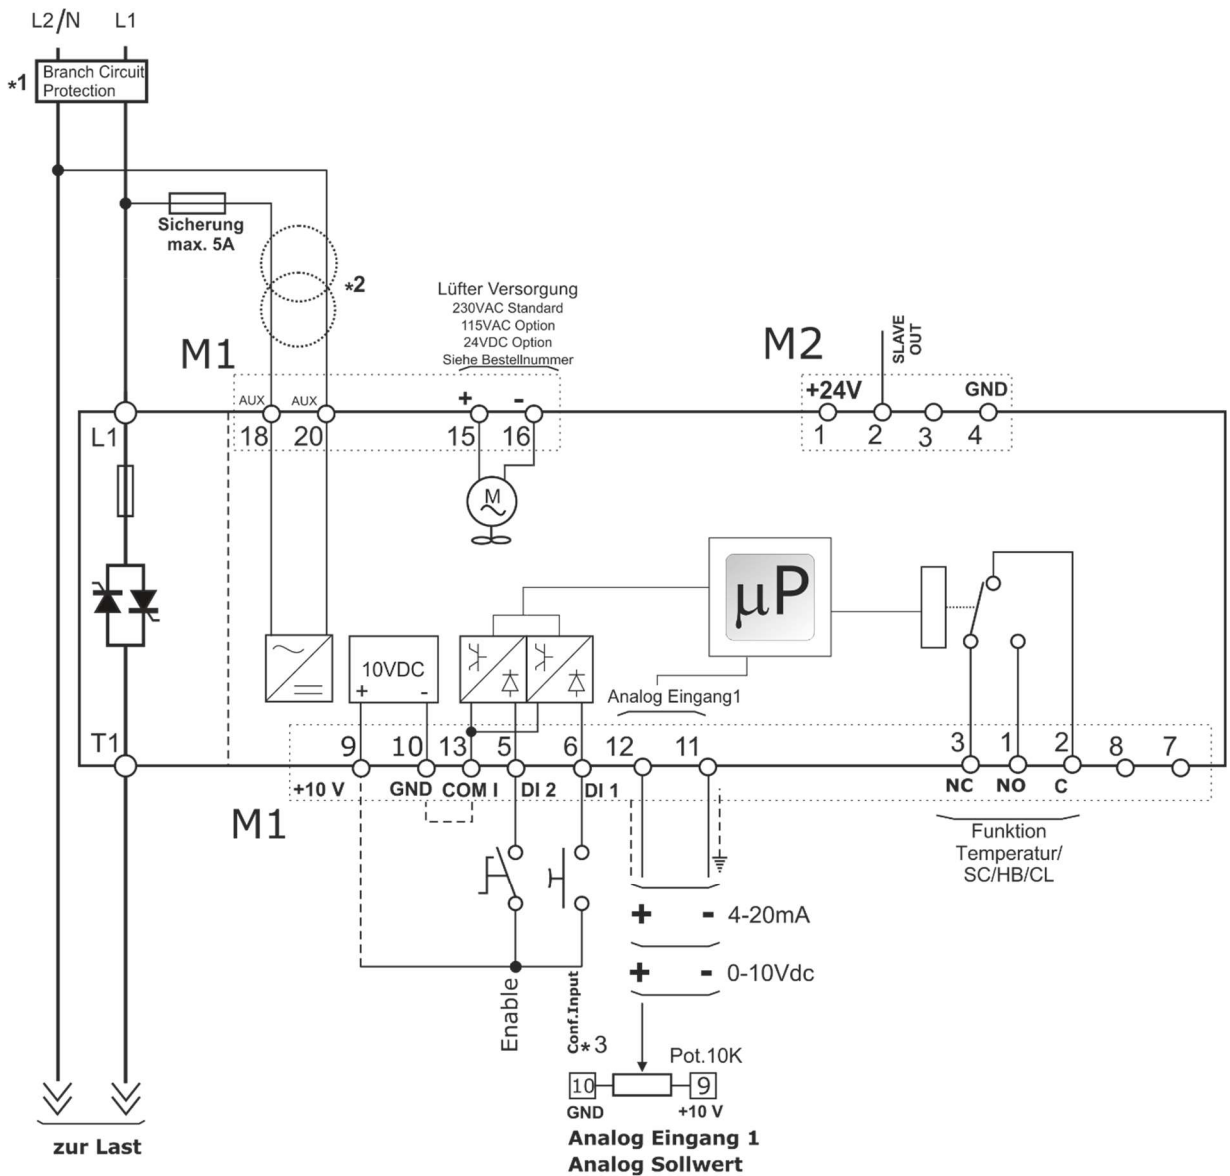 L2/N L1
*1
Branch Circuit
Protection
Sicherung
max. 5A
*2
Lüfter Versorgung
230VAC Standard
115VAC Option
24VDC Option
Siehe Bestellnummer
M1
M2
SLAVE
OUT
AUX AUX + -
+24V GND
L1
18 20 15 16
1 2 3 4
M
µP
10VDC
+ -
Analog Eingang1
T1
9 10 13 5 6 12 11 3 1 2 8 7
+10 V GND COM I DI 2 DI 1
NC NO C
M1
Funktion
Temperatur/
SC/HB/CL
+ - 4-20mA
+ - 0-10Vdc
Enable
Conf.Input
*3
Pot.10K
10 9
GND +10 V
zur Last
Analog Eingang 1
Analog Sollwert